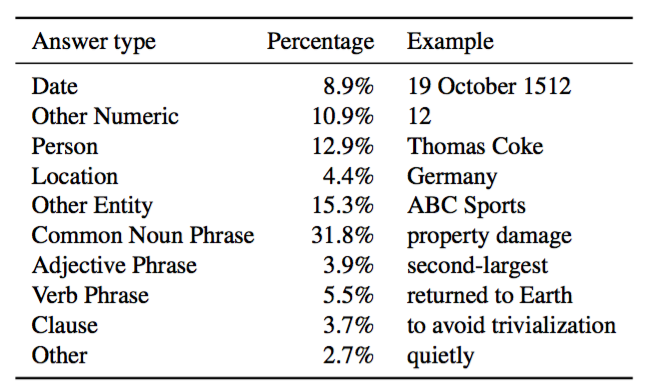 Answer type Percentage Example
Date 8.9% 19 October 1512
Other Numeric 10.9% 12
Person 12.9% Thomas Coke
Location 4.4% Germany
Other Entity 15.3% ABC Sports
Common Noun Phrase 31.8% property damage
Adjective Phrase 3.9% second-largest
Verb Phrase 5.5% returned to Earth
Clause 3.7% to avoid trivialization
Other 2.7% quietly